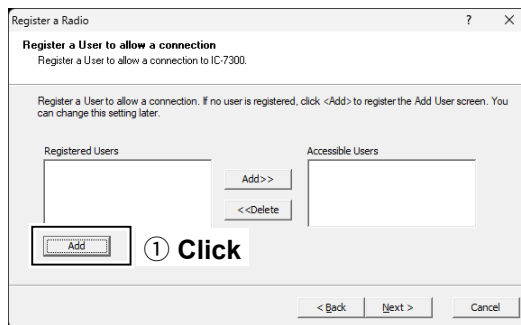 Register a Radio
Register a User to allow a connection
Register a User to allow a connection to IC-7300.
Register a User to allow a connection. If no user is registered, click <Add> to register the Add User screen. You
can change this setting later.
Registered Users
Accessible Users
Add>>
<<Delete
Add
① Click
< Back
Next >
Cancel